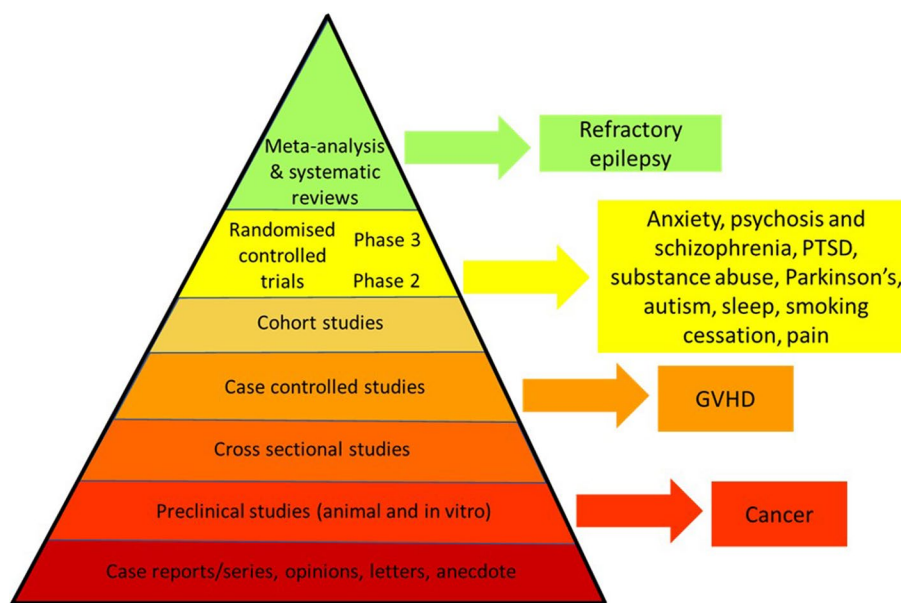 Meta-analysis
& systematic
reviews
Refractory
epilepsy
Randomised
controlled
trials
Phase 3
Phase 2
Anxiety, psychosis and
schizophrenia, PTSD,
substance abuse, Parkinson's,
autism, sleep, smoking
cessation, pain
Cohort studies
Case controlled studies
GVHD
Cross sectional studies
Preclinical studies (animal and in vitro)
Cancer
Case reports/series, opinions, letters, anecdote